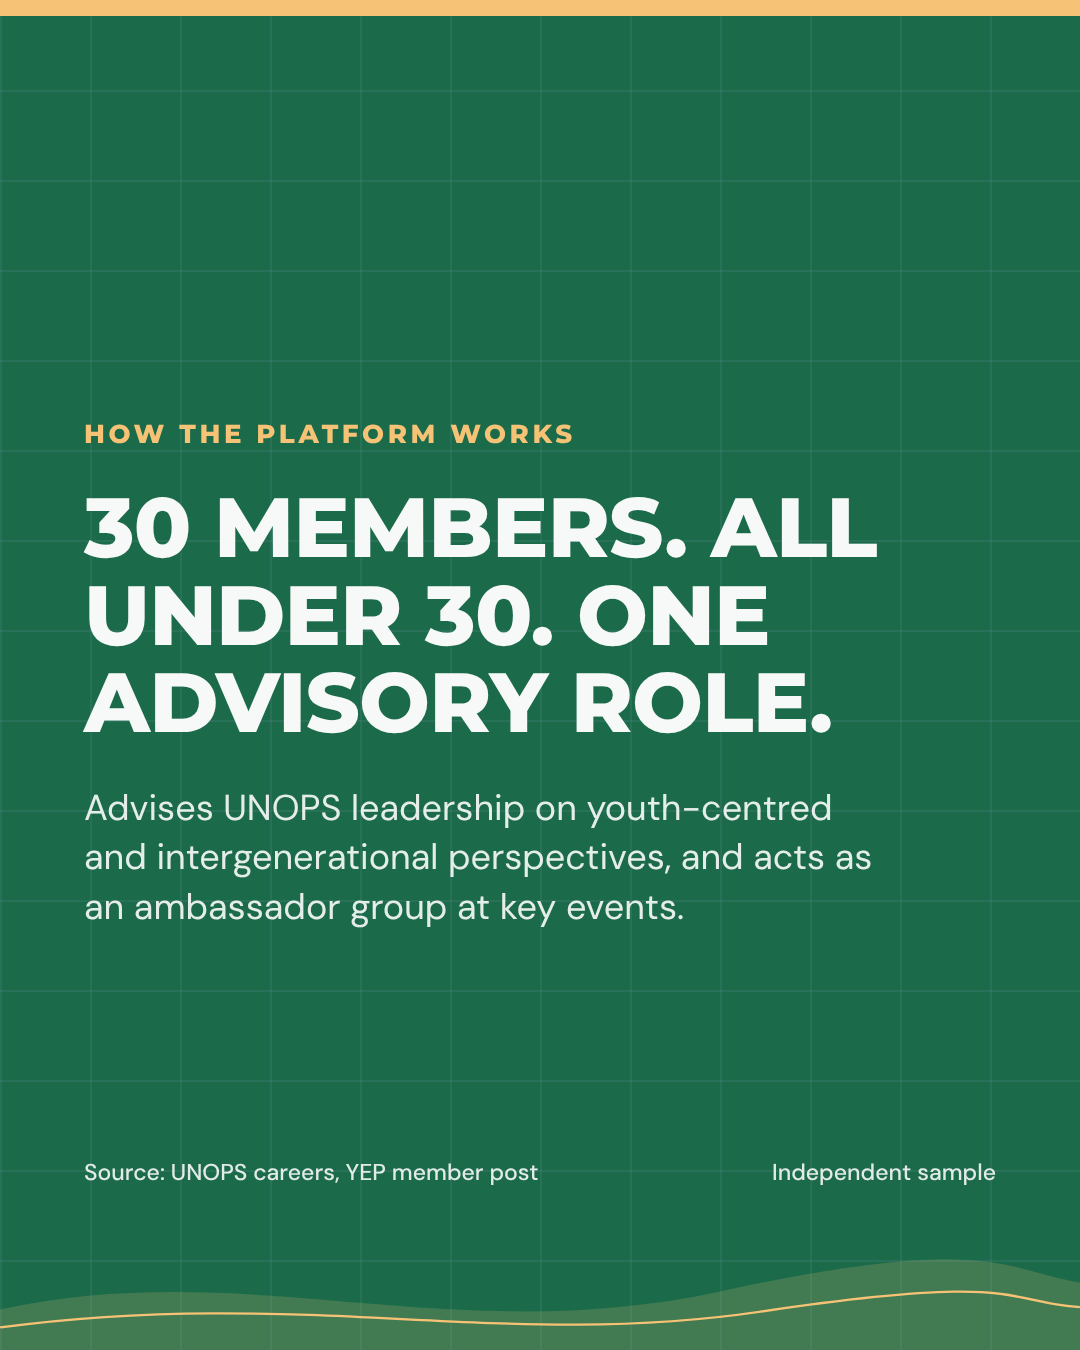 HOW THE PLATFORM WORKS
30 MEMBERS. ALL
UNDER 30. ONE
ADVISORY ROLE.
Advises UNOPS leadership on youth-centred
and intergenerational perspectives, and acts as
an ambassador group at key events.
Source: UNOPS careers, YEP member post
Independent sample